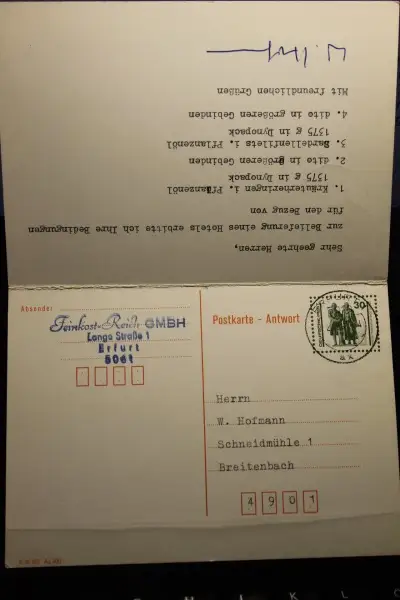 Sehr geehrte Herren,
zur Belieferung eines Hotels erbitte ich Ihre Bedingungen
für den Bezug von
1. Kräuterheringen i. Pflanzenöl
1375 g in Dynopack
2. dito in größeren Gebinden
3. Sardellenfilets i. Pflanzenöl
1375 g in Dynopack
4. dito in größeren Gebinden
Mit freundlichen Grüßen
Absender:
Feinkost-Reich GMBH
Lange Straße 1
Erfurt
5061
Postkarte - Antwort
30
Herrn
W. Hofmann
Schneidmühle 1
Breitenbach
4901